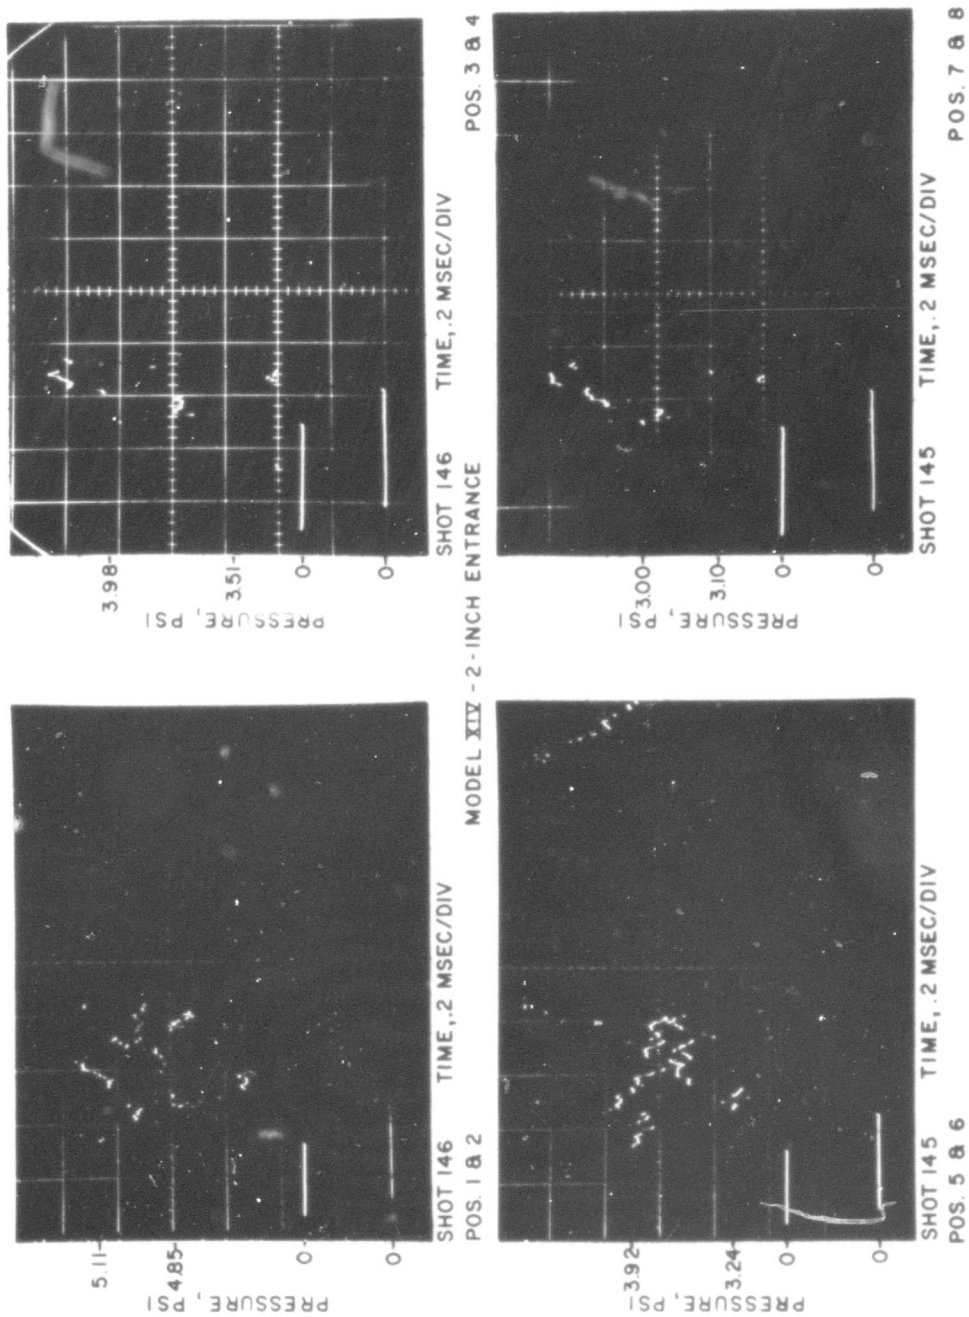 PRESSURE, PSI
5.11
4.85
0
0
SHOT 146 TIME, .2 MSEC/DIV
POS. 1 & 2
PRESSURE, PSI
3.98
3.51
0
0
SHOT 146 TIME, .2 MSEC/DIV
POS. 3 & 4
MODEL XIV - 2-INCH ENTRANCE
PRESSURE, PSI
3.92
3.24
0
0
SHOT 145 TIME, .2 MSEC/DIV
POS. 5 & 6
PRESSURE, PSI
3.00
3.10
0
0
SHOT 145 TIME, .2 MSEC/DIV
POS. 7 & 8